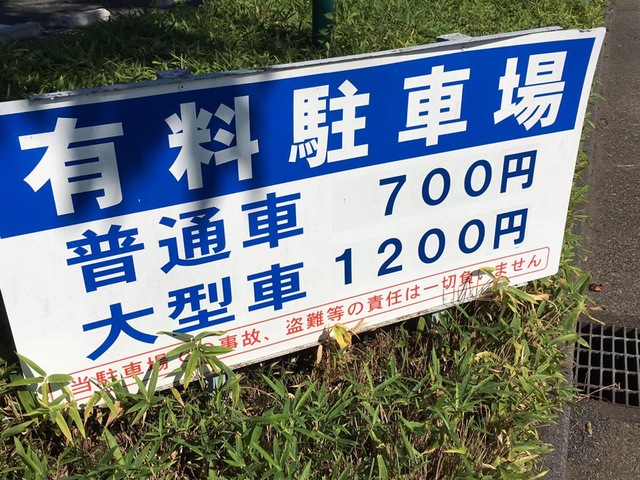 有料駐車場
普通車 700円
大型車 1200円
当駐車場 事故、盗難等の責任は一切負いません